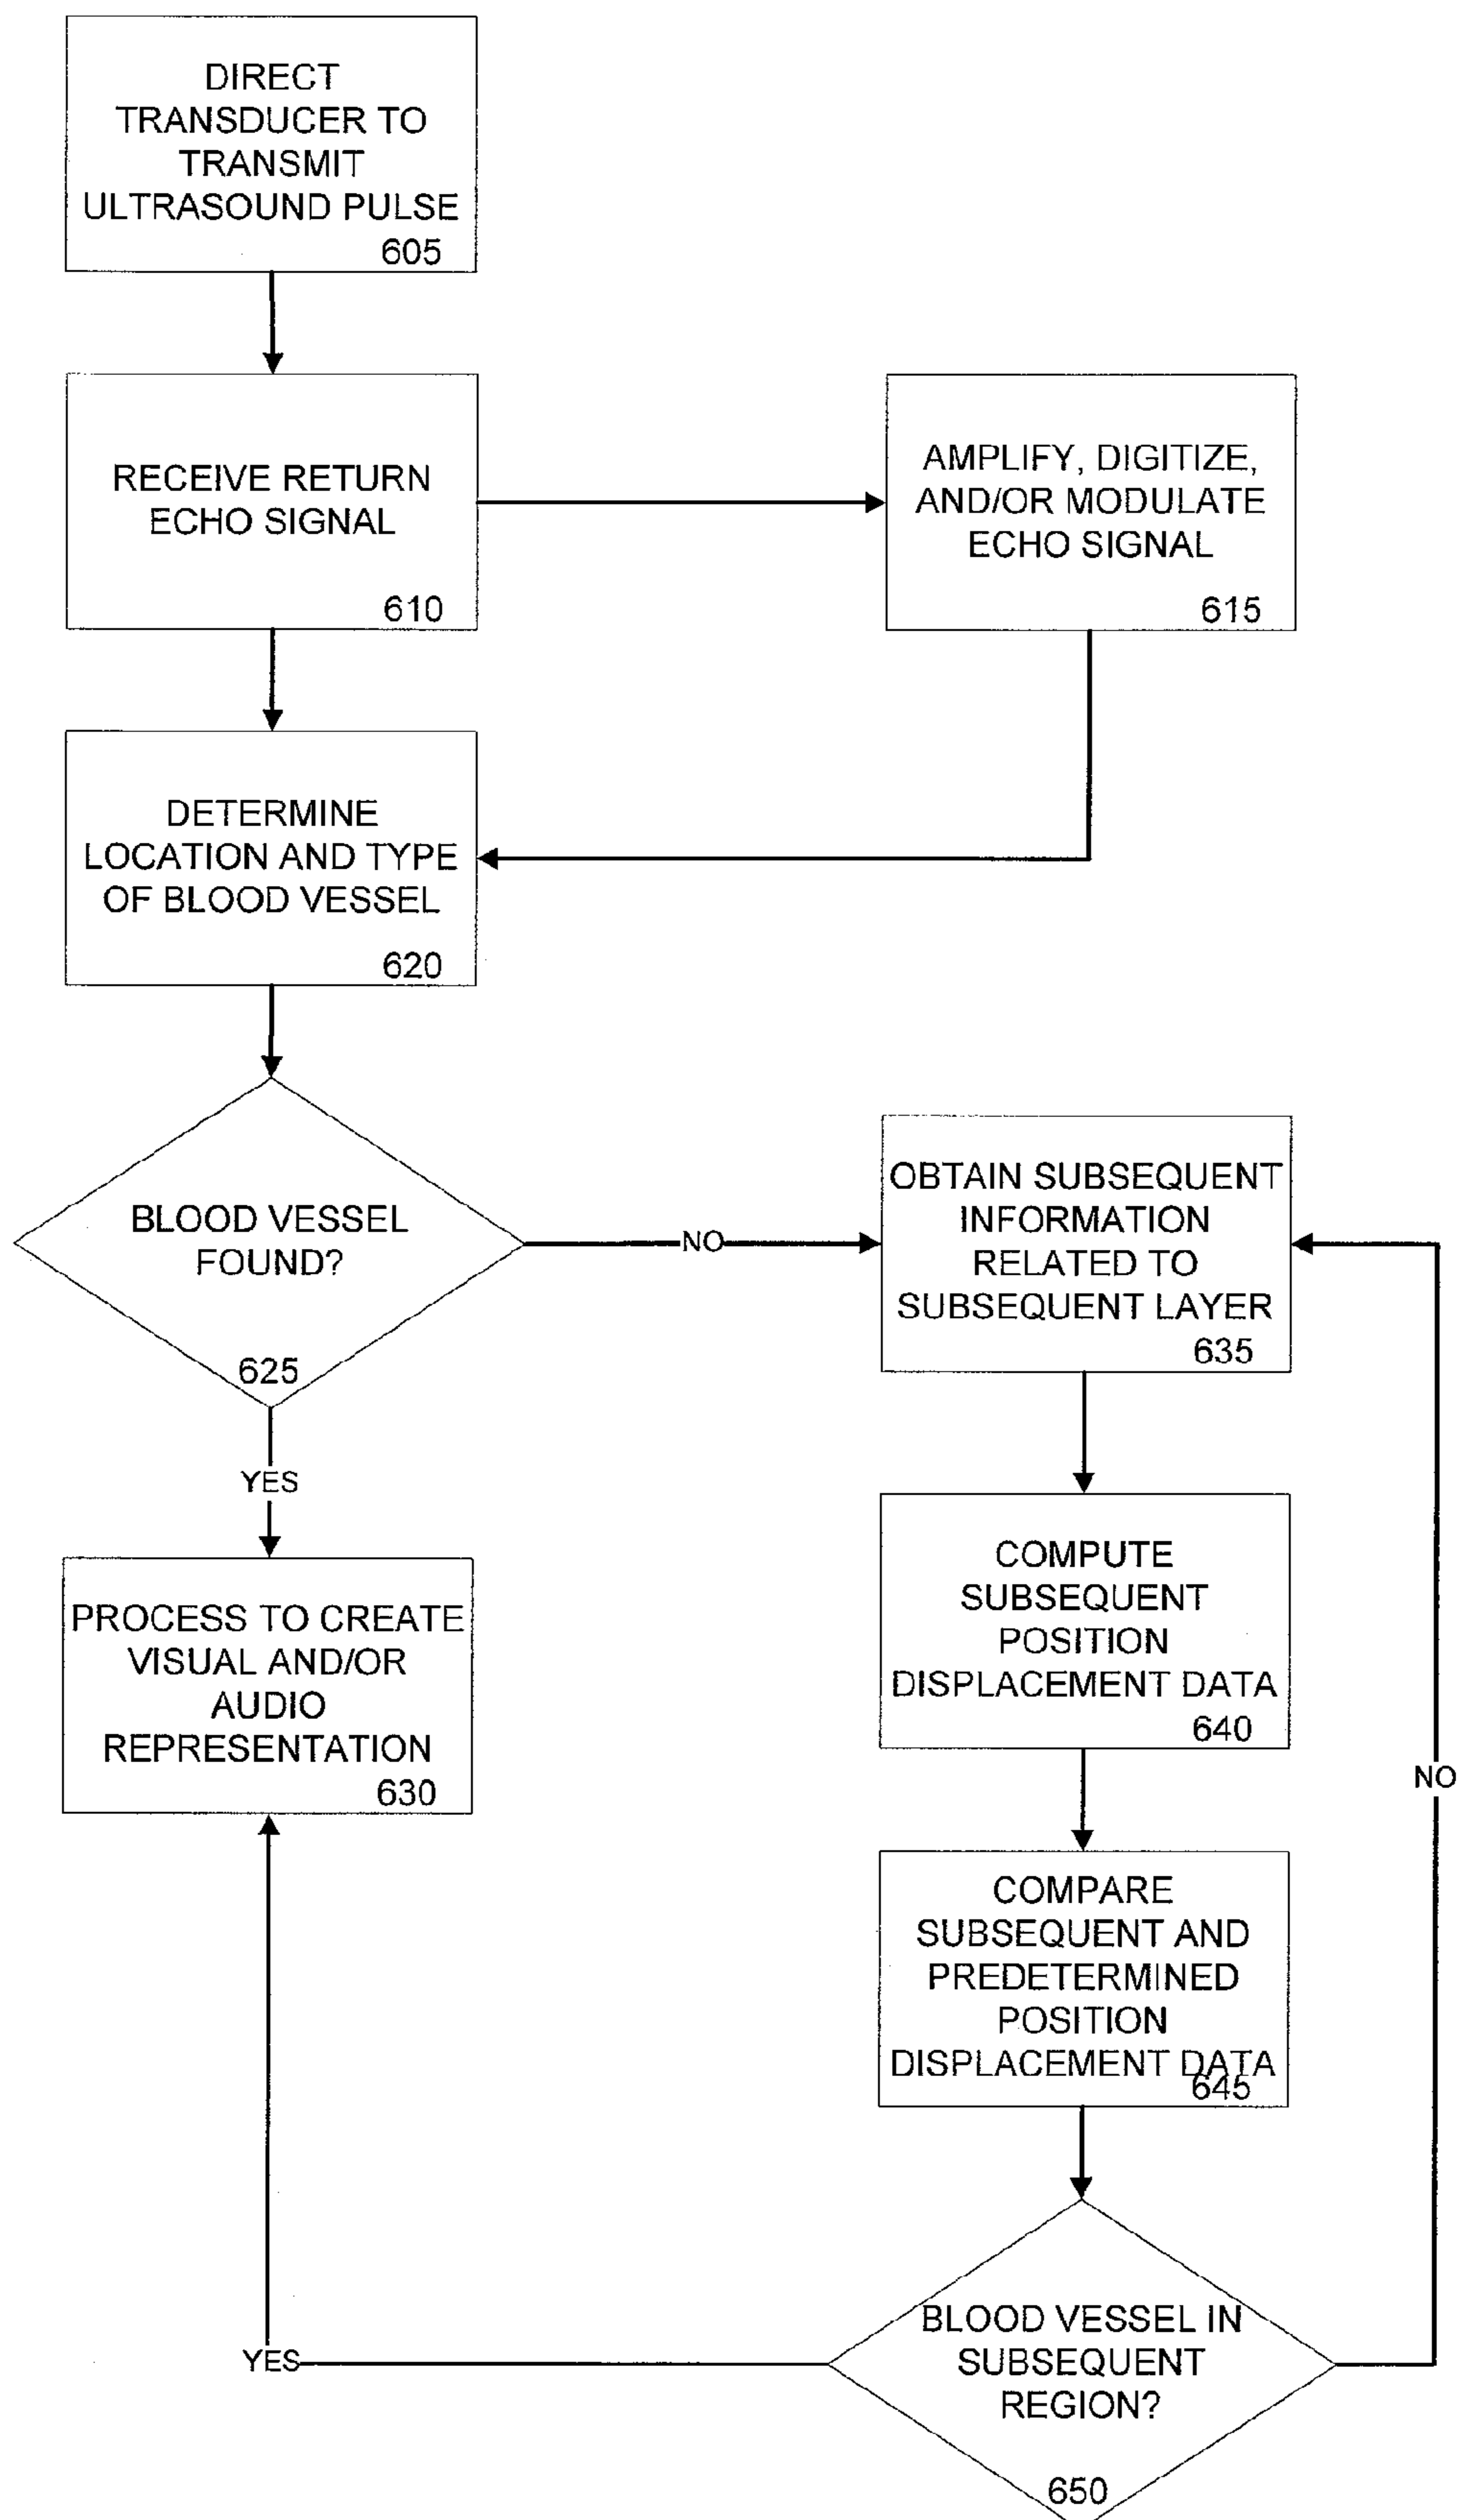 DIRECT
TRANSDUCER TO
TRANSMIT
ULTRASOUND PULSE
605
RECEIVE RETURN
ECHO SIGNAL
610
AMPLIFY, DIGITIZE,
AND/OR MODULATE
ECHO SIGNAL
615
DETERMINE
LOCATION AND TYPE
OF BLOOD VESSEL
620
BLOOD VESSEL
FOUND?
625
NO
YES
OBTAIN SUBSEQUENT
INFORMATION
RELATED TO
SUBSEQUENT LAYER
635
PROCESS TO CREATE
VISUAL AND/OR
AUDIO
REPRESENTATION
630
COMPUTE
SUBSEQUENT
POSITION
DISPLACEMENT DATA
640
NO
COMPARE
SUBSEQUENT AND
PREDETERMINED
POSITION
DISPLACEMENT DATA
645
YES
BLOOD VESSEL IN
SUBSEQUENT
REGION?
650